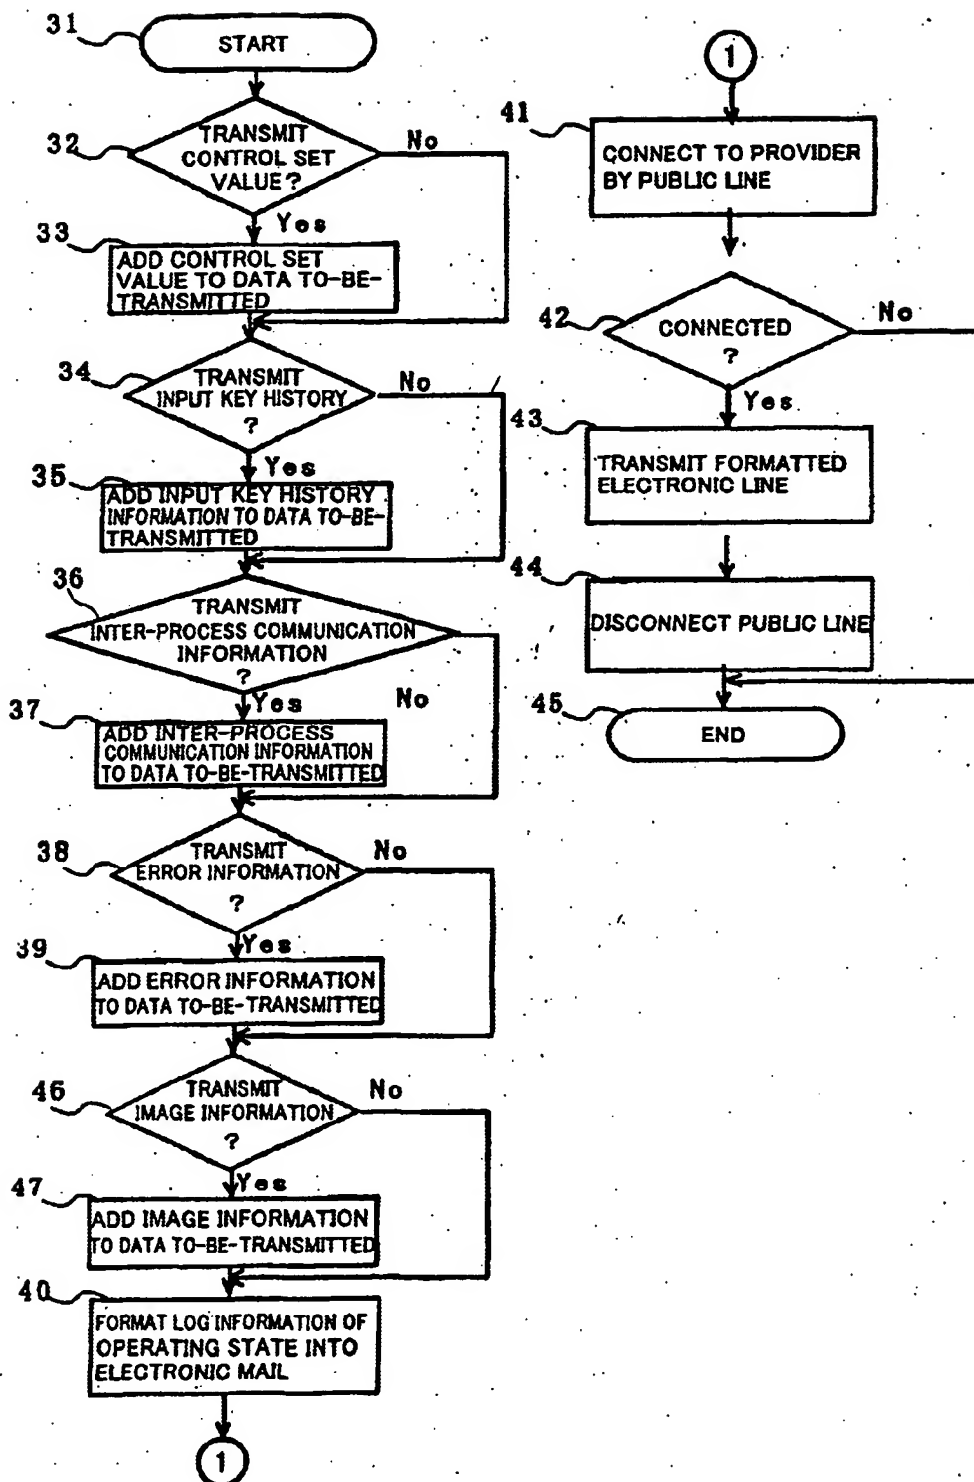 31
START
32
TRANSMIT
CONTROL SET
VALUE?
No
Yes
33
ADD CONTROL SET
VALUE TO DATA TO-BE-
TRANSMITTED
34
TRANSMIT
INPUT KEY HISTORY
?
No
Yes
35
ADD INPUT KEY HISTORY
INFORMATION TO DATA TO-BE-
TRANSMITTED
36
TRANSMIT
INTER-PROCESS COMMUNICATION
INFORMATION
?
No
Yes
37
ADD INTER-PROCESS
COMMUNICATION INFORMATION
TO DATA TO-BE-TRANSMITTED
38
TRANSMIT
ERROR INFORMATION
?
No
Yes
39
ADD ERROR INFORMATION
TO DATA TO-BE-TRANSMITTED
46
TRANSMIT
IMAGE INFORMATION
?
No
Yes
47
ADD IMAGE INFORMATION
TO DATA TO-BE-TRANSMITTED
40
FORMAT LOG INFORMATION OF
OPERATING STATE INTO
ELECTRONIC MAIL
1
1
41
CONNECT TO PROVIDER
BY PUBLIC LINE
42
CONNECTED
?
No
Yes
43
TRANSMIT FORMATTED
ELECTRONIC LINE
44
DISCONNECT PUBLIC LINE
45
END